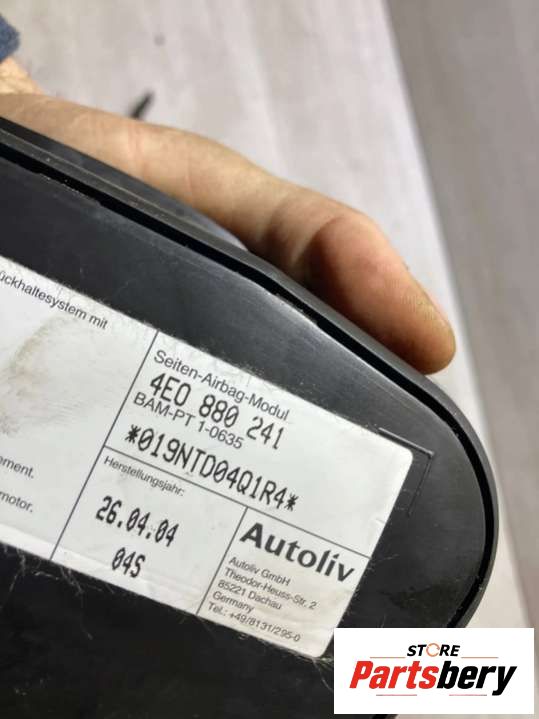 ückhaltesystem mit
ement.
motor.
Seiten-Airbag-Modul
4E0 880 241
BAM-PT 1-0635
*019NTD04Q1R4*
Herstellungsjahr:
26.04.04
04S
Autoliv
Autoliv GmbH
Theodor-Heuss-Str. 2
85221 Dachau
Germany
Tel.: +49/8131/295-0
STORE
Partsbery